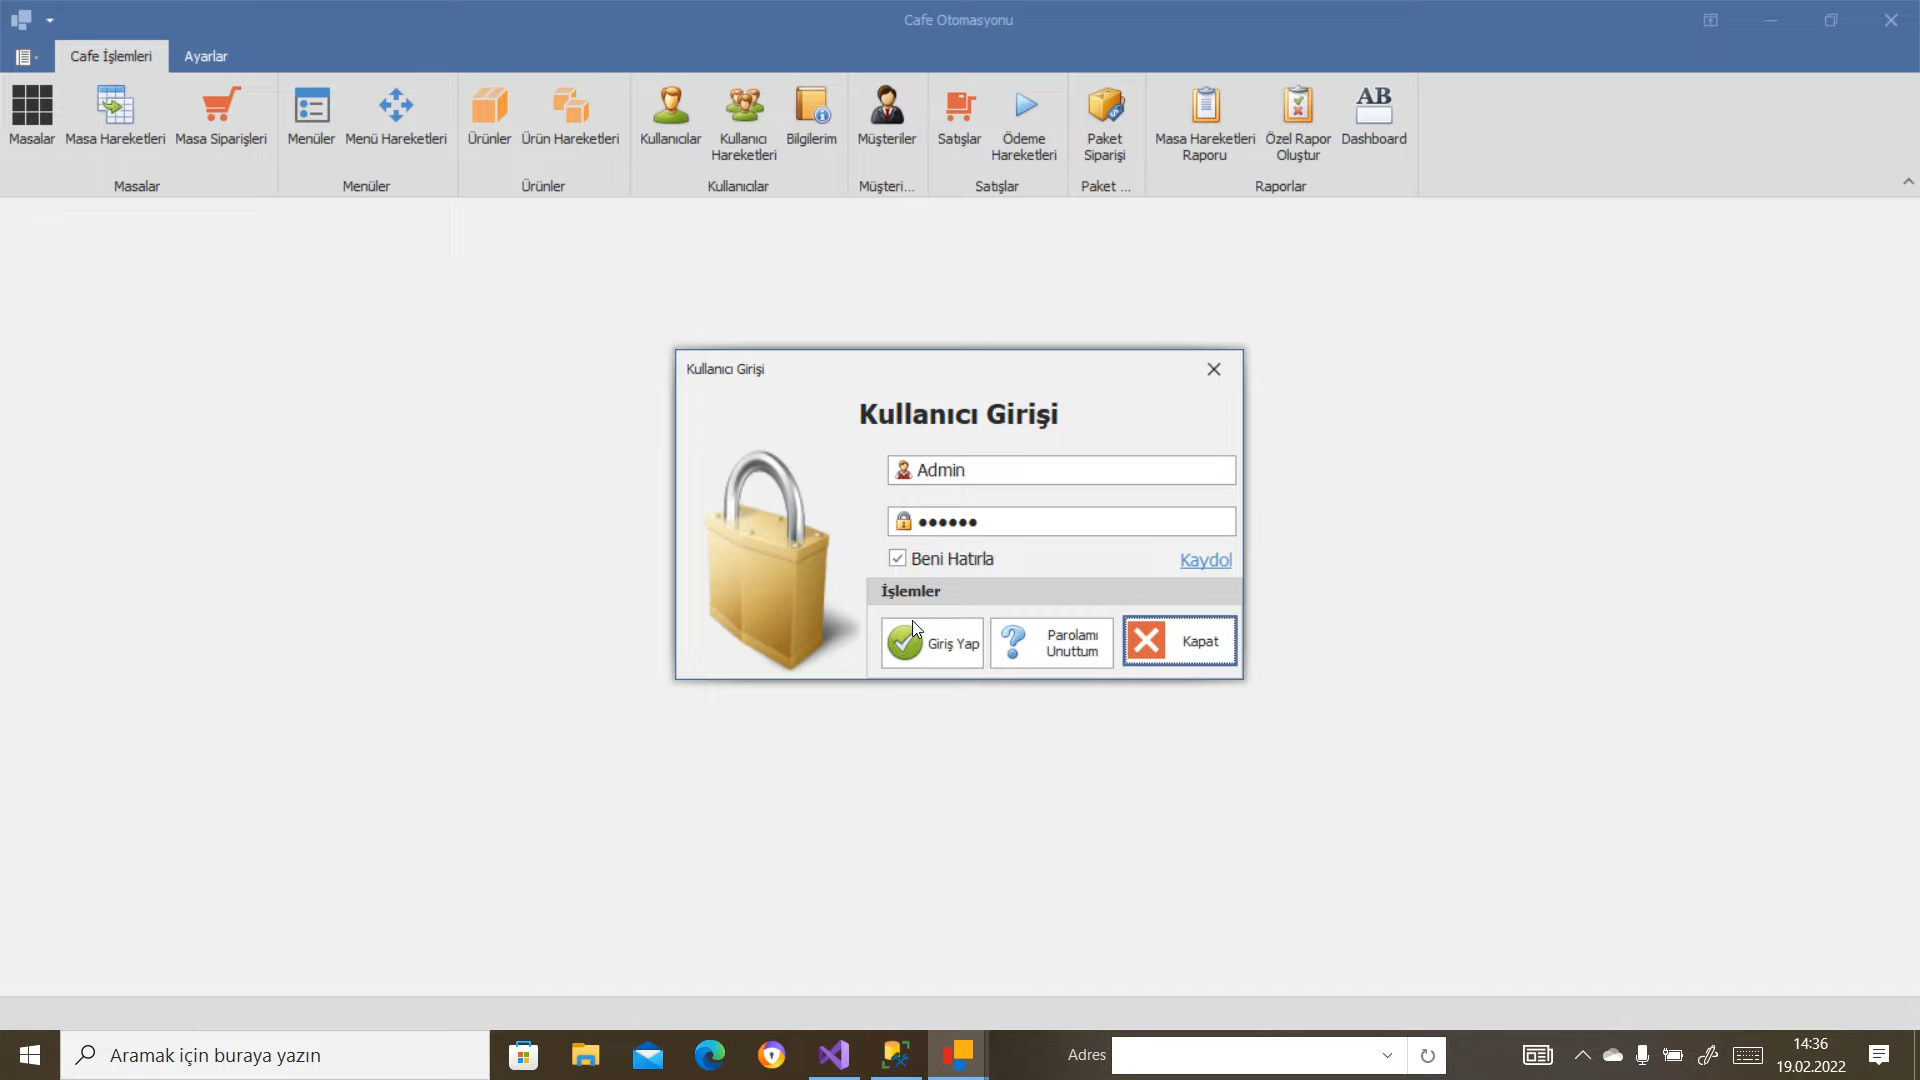 Cafe Otomasyonu
Cafe İşlemleri Ayarlar
Masalar Masa Hareketleri Masa Siparişleri
Masalar
Menüler Menü Hareketleri
Menüler
Ürünler Ürün Hareketleri
Ürünler
Kullanıcılar Kullanıcı Hareketleri Bilgilerim
Kullanıcılar
Müşteriler
Müşteri...
Satışlar Ödeme Hareketleri
Satışlar
Paket Siparişi
Paket ...
Masa Hareketleri Raporu Özel Rapor Oluştur AB Dashboard
Raporlar
Kullanıcı Girişi
Kullanıcı Girişi
Admin
●●●●●●
Beni Hatırla Kaydol
İşlemler
Giriş Yap Parolamı Unuttum Kapat
Aramak için buraya yazın
Adres
14:36
19.02.2022